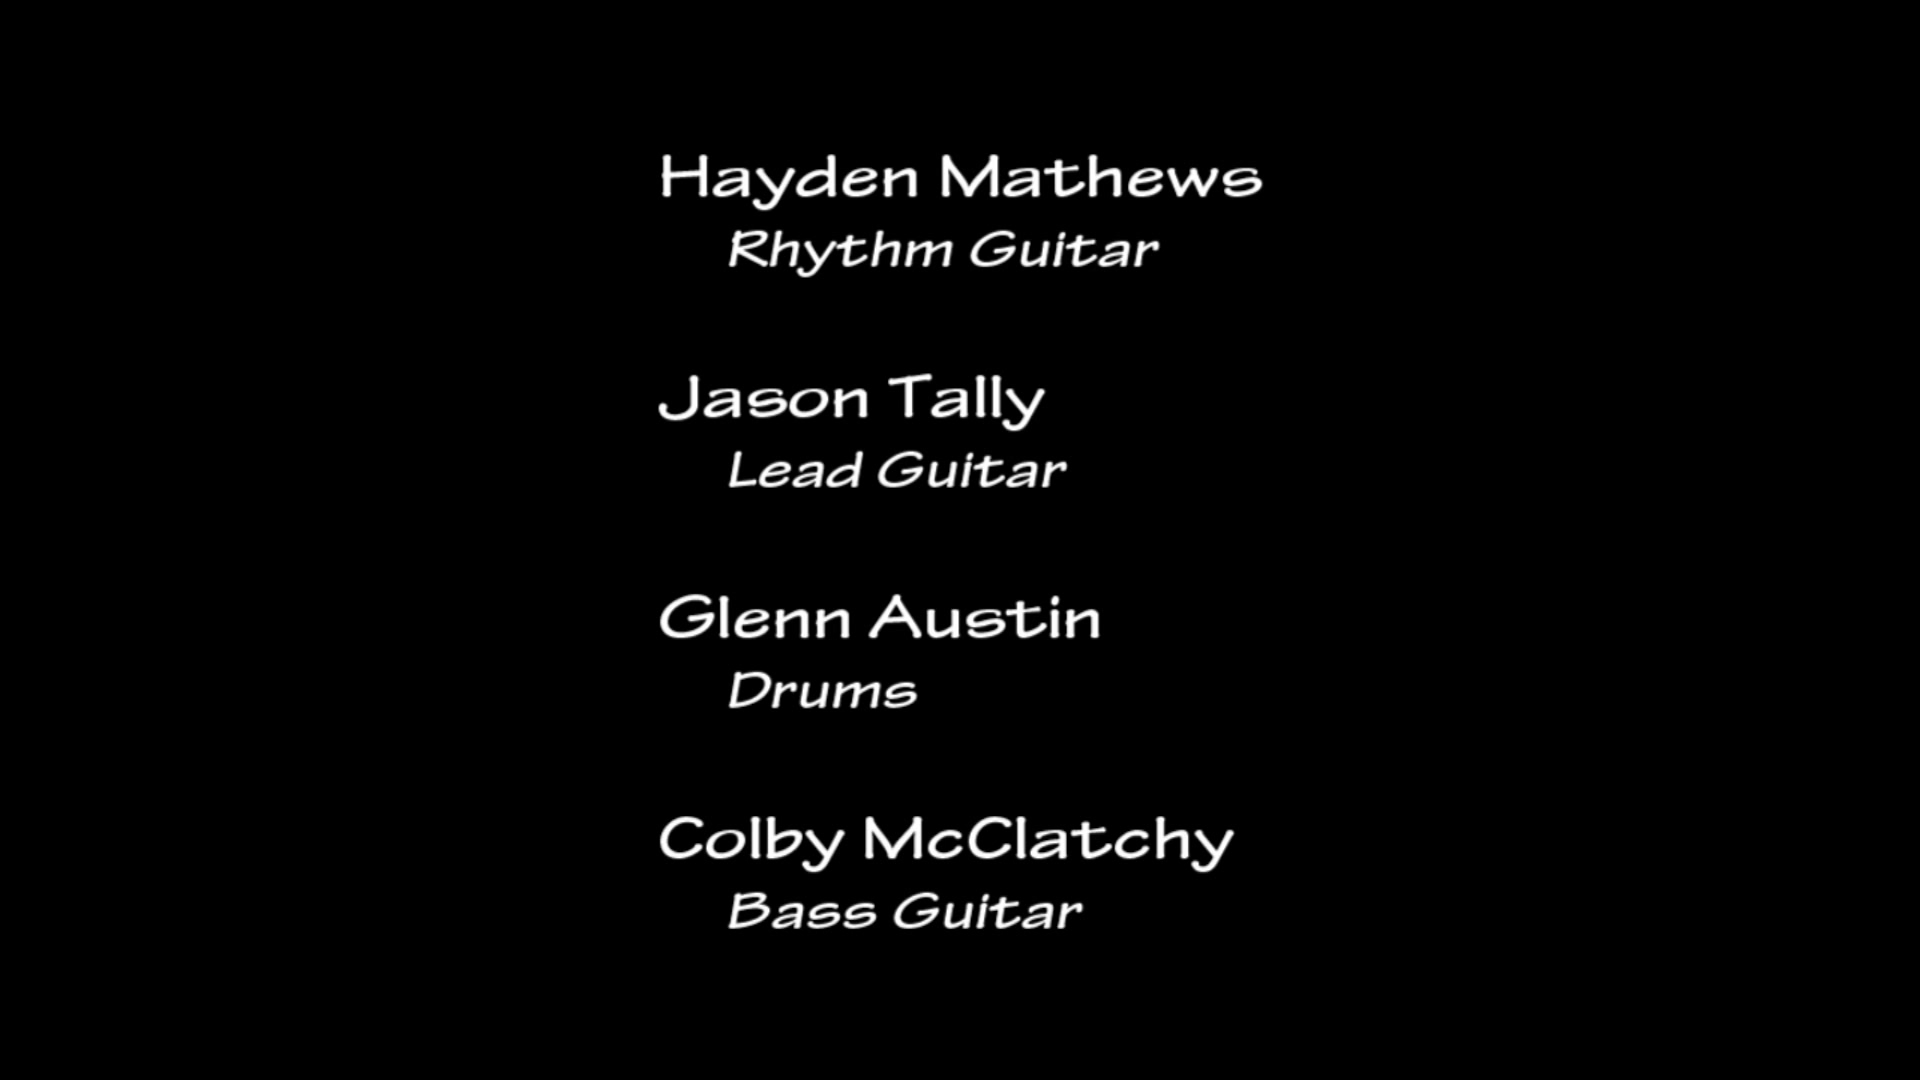 Hayden Mathews
Rhythm Guitar
Jason Tally
Lead Guitar
Glenn Austin
Drums
Colby McClatchy
Bass Guitar